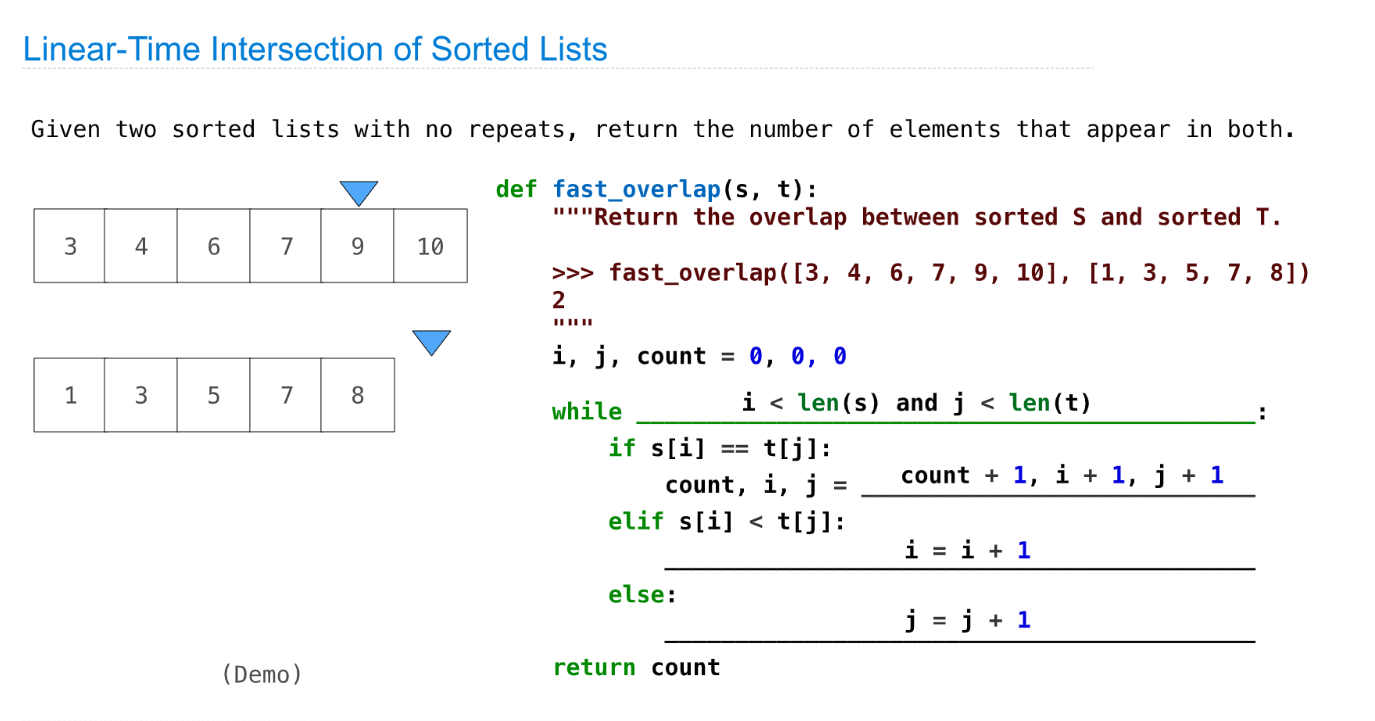 Linear-Time Intersection of Sorted Lists
Given two sorted lists with no repeats, return the number of elements that appear in both.
3 4 6 7 9 10
1 3 5 7 8
(Demo)
def fast_overlap(s, t):
"""Return the overlap between sorted S and sorted T.
>>> fast_overlap([3, 4, 6, 7, 9, 10], [1, 3, 5, 7, 8])
2
"""
i, j, count = 0, 0, 0
while i < len(s) and j < len(t) :
if s[i] == t[j]:
count, i, j = count + 1, i + 1, j + 1
elif s[i] < t[j]:
i = i + 1
else:
j = j + 1
return count